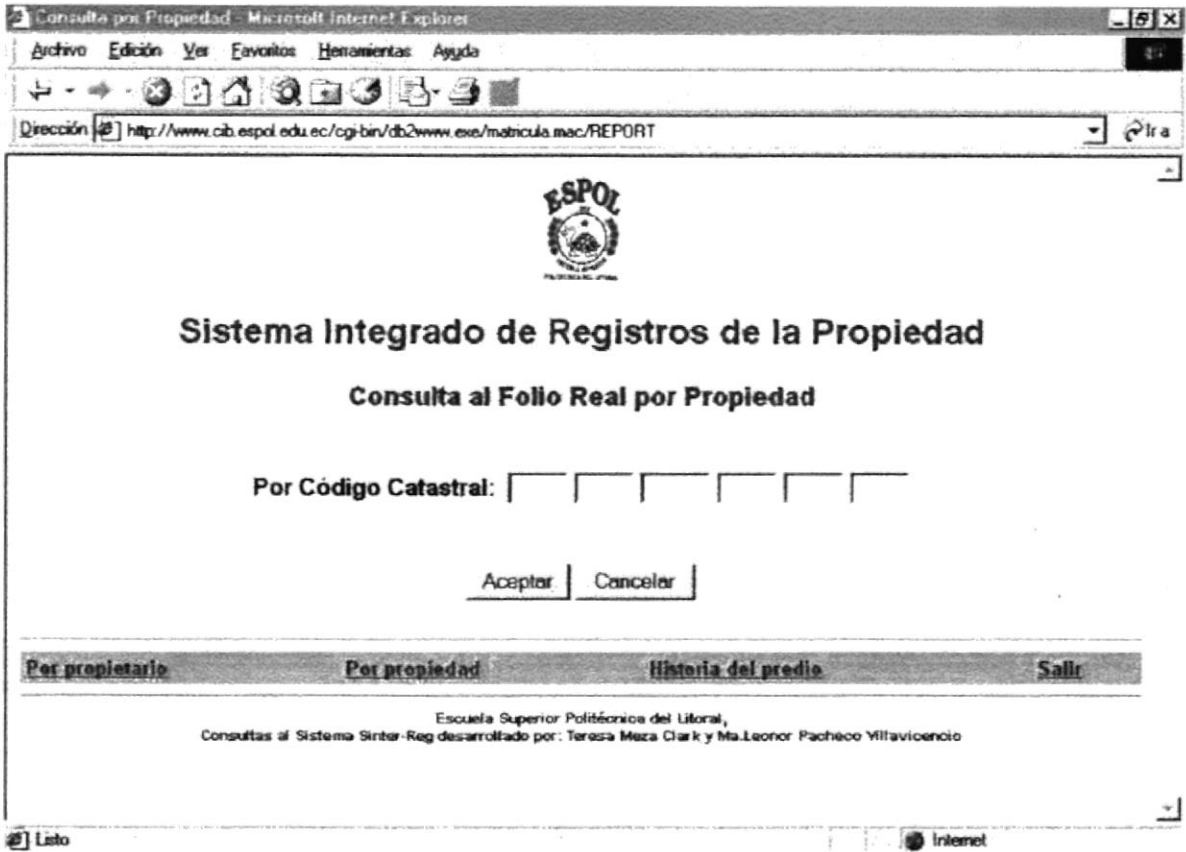 Consulta por Propiedad - Microsoft Internet Explorer
Archivo Edición Ver Favoritos Herramientas Ayuda
Dirección http://www.cib.espol.edu.ec/cgi-bin/db2www.exe/matricula.mac/REPORT Ir a
ESPOL
Sistema Integrado de Registros de la Propiedad
Consulta al Folio Real por Propiedad
Por Código Catastral:
Aceptar Cancelar
Por propietario Por propiedad Historia del predio Salir
Escuela Superior Politécnica del Litoral,
Consultas al Sistema Sinter-Reg desarrollado por: Teresa Meza Clark y Ma.Leonor Pacheco Villavicencio
Listo Internet